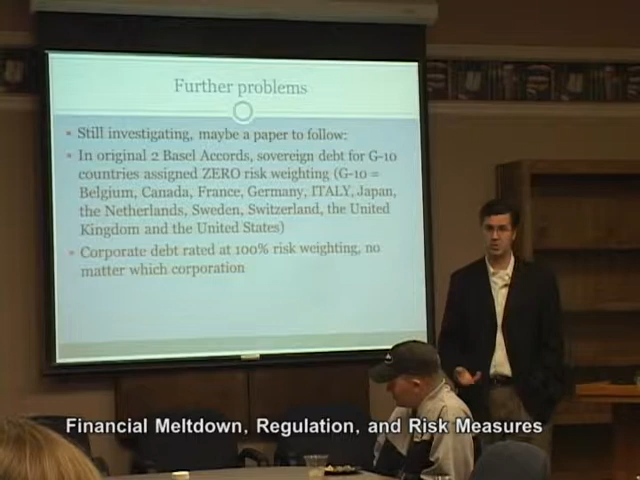 Further problems
Still investigating, maybe a paper to follow:
In original 2 Basel Accords, sovereign debt for G-10
countries assigned ZERO risk weighting (G-10 =
Belgium, Canada, France, Germany, ITALY, Japan,
the Netherlands, Sweden, Switzerland, the United
Kingdom and the United States)
Corporate debt rated at 100% risk weighting, no
matter which corporation
Financial Meltdown, Regulation, and Risk Measures